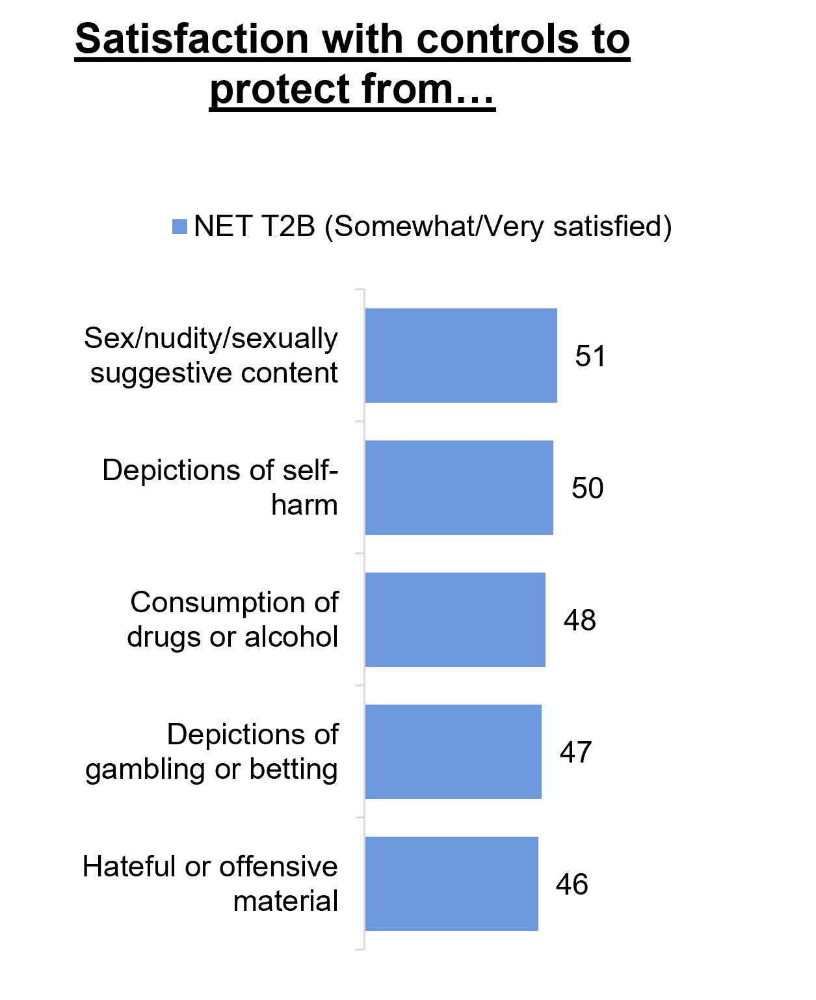 Satisfaction with controls to
protect from…
NET T2B (Somewhat/Very satisfied)
Sex/nudity/sexually
suggestive content
51
Depictions of self-
harm
50
Consumption of
drugs or alcohol
48
Depictions of
gambling or betting
47
Hateful or offensive
material
46